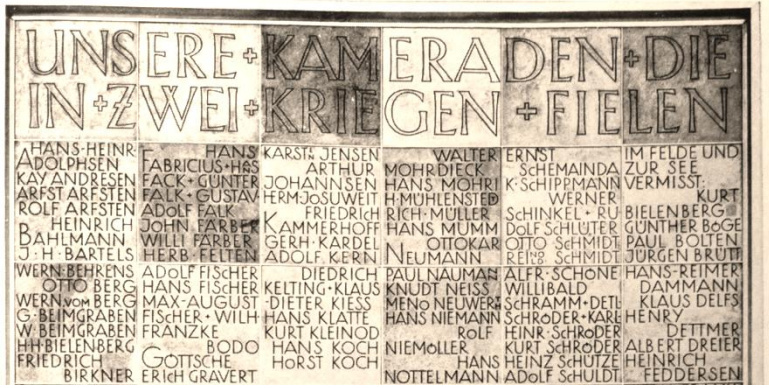 UNSERE + KAMERADEN + DIE
IN + ZWEI + KRIEGEN + FIELEN
HANS-HEINR·
ADOLPHSEN
KAY ANDRESEN
ARFST ARFSTEN
ROLF ARFSTEN
HEINRICH
BAHLMANN
J·H·BARTELS
WERN·BEHRENS
OTTO BERG
WERN·VOM BERG
G·BEIMGRABEN
W·BEIMGRABEN
HH·BIELENBERG
FRIEDRICH
BIRKNER
HANS
FABRICIUS·HANS
FACK·GÜNTER
FALK·GUSTAV
ADOLF FALK
JOHN FÄRBER
WILLI FÄRBER
HERB·FELTEN
ADOLF FISCHER
HANS FISCHER
MAX·AUGUST
FISCHER·WILH·
FRANZKE
BODO
GOTTSCHE
ERICH GRAVERT
KARSTN JENSEN
ARTHUR
JOHANNSEN
HERM·JOSUWEIT
FRIEDRICH
KAMMERHOFF
GERH·KARDEL
ADOLF KERN
DIEDRICH
KELTING·KLAUS
·DIETER KIESS
HANS KLATTE
KURT KLEINOD
HANS KOCH
HORST KOCH
WALTER
MOHRDIECK
HANS MOHR
H·MÜHLENSTED
RICH·MÜLLER
HANS MUMM
OTTOKAR
NEUMANN
PAUL NAUMAN
KNUDT NEISS
MENO NEUWER
HANS NIEMANN
ROLF
NIEMÖLLER
HANS
NOTTELMANN
ERNST
SCHEMAINDA
K·SCHIPPMANN
WERNER
SCHINKEL·RU
DOLF SCHLÜTER
OTTO SCHMIDT
SCHMIDT
ALFR·SCHÖNE
WILLIBALD
SCHRAMM·DETL
SCHRÖDER·KARL
HEINR·SCHRÖDER
KURT SCHRÖDER
HEINZ SCHÜTZE
ADOLF SCHULDT
IM FELDE UND
ZUR SEE
VERMISST:
KURT
BIELENBERG
GÜNTHER BÖGE
PAUL BOLTEN
JÜRGEN BRÜTT
HANS-REIMER
DAMMANN
KLAUS DELFS
HENRY
DETTMER
ALBERT DREIER
HEINRICH
FEDDERSEN